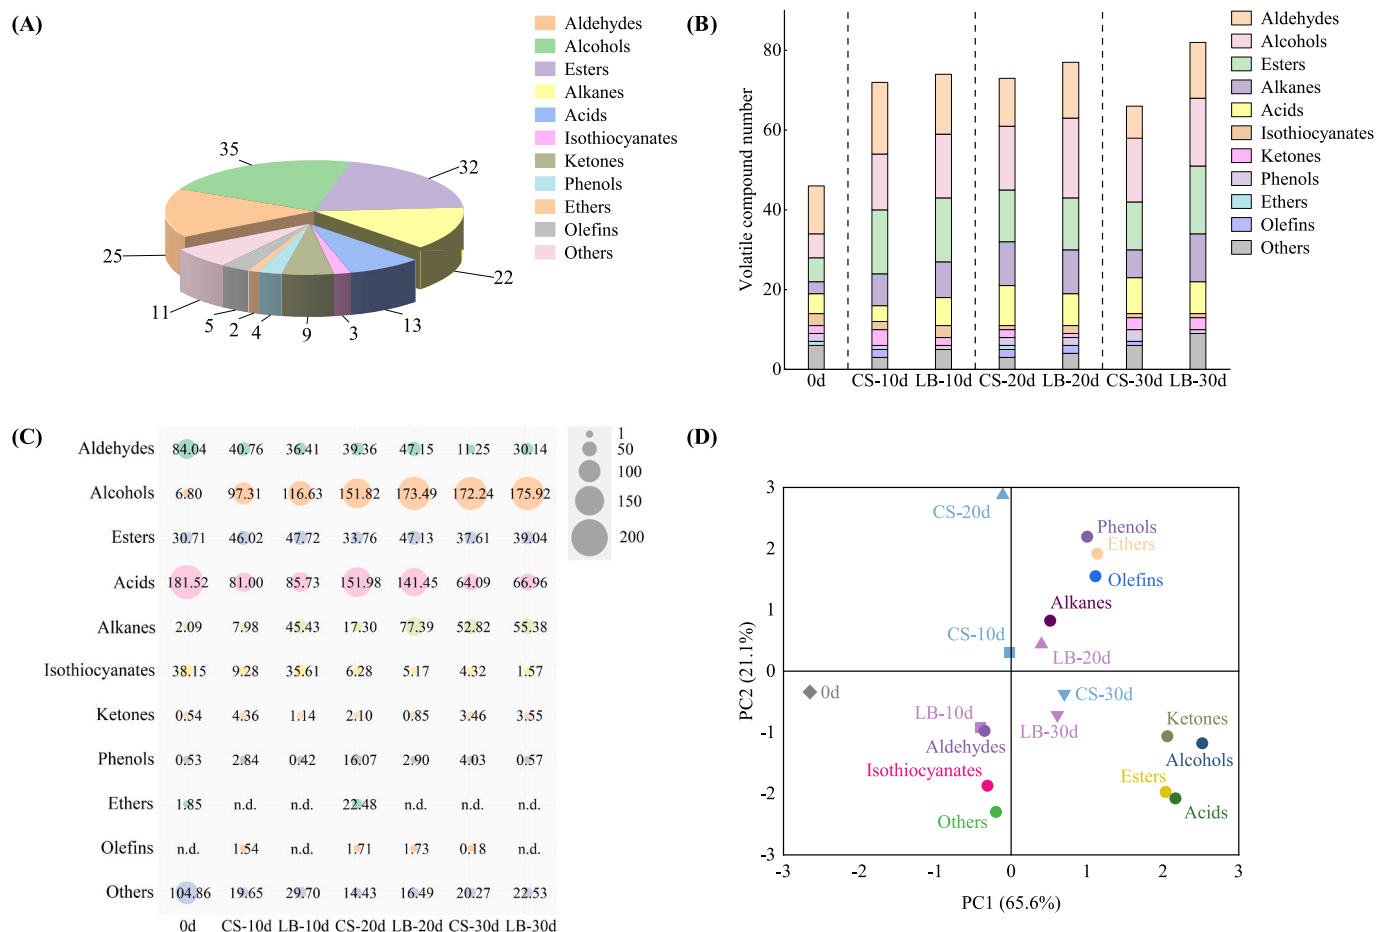 (A)
Aldehydes
Alcohols
Esters
Alkanes
Acids
Isothiocyanates
Ketones
Phenols
Ethers
Olefins
Others
35
32
25
22
11
5
2
4
9
3
13
(B)
Volatile compound number
80
60
40
20
0
0d CS-10d LB-10d CS-20d LB-20d CS-30d LB-30d
Aldehydes
Alcohols
Esters
Alkanes
Acids
Isothiocyanates
Ketones
Phenols
Ethers
Olefins
Others
(C)
Aldehydes 84.04 40.76 36.41 39.36 47.15 11.25 30.14
Alcohols 6.80 97.31 116.63 151.82 173.49 172.24 175.92
Esters 30.71 46.02 47.72 33.76 47.13 37.61 39.04
Acids 181.52 81.00 85.73 151.98 141.45 64.09 66.96
Alkanes 2.09 7.98 45.43 17.30 77.39 52.82 55.38
Isothiocyanates 38.15 9.28 35.61 6.28 5.17 4.32 1.57
Ketones 0.54 4.36 1.14 2.10 0.85 3.46 3.55
Phenols 0.53 2.84 0.42 16.07 2.90 4.03 0.57
Ethers 1.85 n.d. n.d. 22.48 n.d. n.d. n.d.
Olefins n.d. 1.54 n.d. 1.71 1.73 0.18 n.d.
Others 104.86 19.65 29.70 14.43 16.49 20.27 22.53
0d CS-10d LB-10d CS-20d LB-20d CS-30d LB-30d
1
50
100
150
200
(D)
PC2 (21.1%)
3
2
1
0
-1
-2
-3
CS-20d
Phenols
Ethers
Olefins
Alkanes
CS-10d
LB-20d
0d
CS-30d
LB-10d
LB-30d
Ketones
Aldehydes
Alcohols
Isothiocyanates
Esters
Acids
Others
-3 -2 -1 0 1 2 3
PC1 (65.6%)